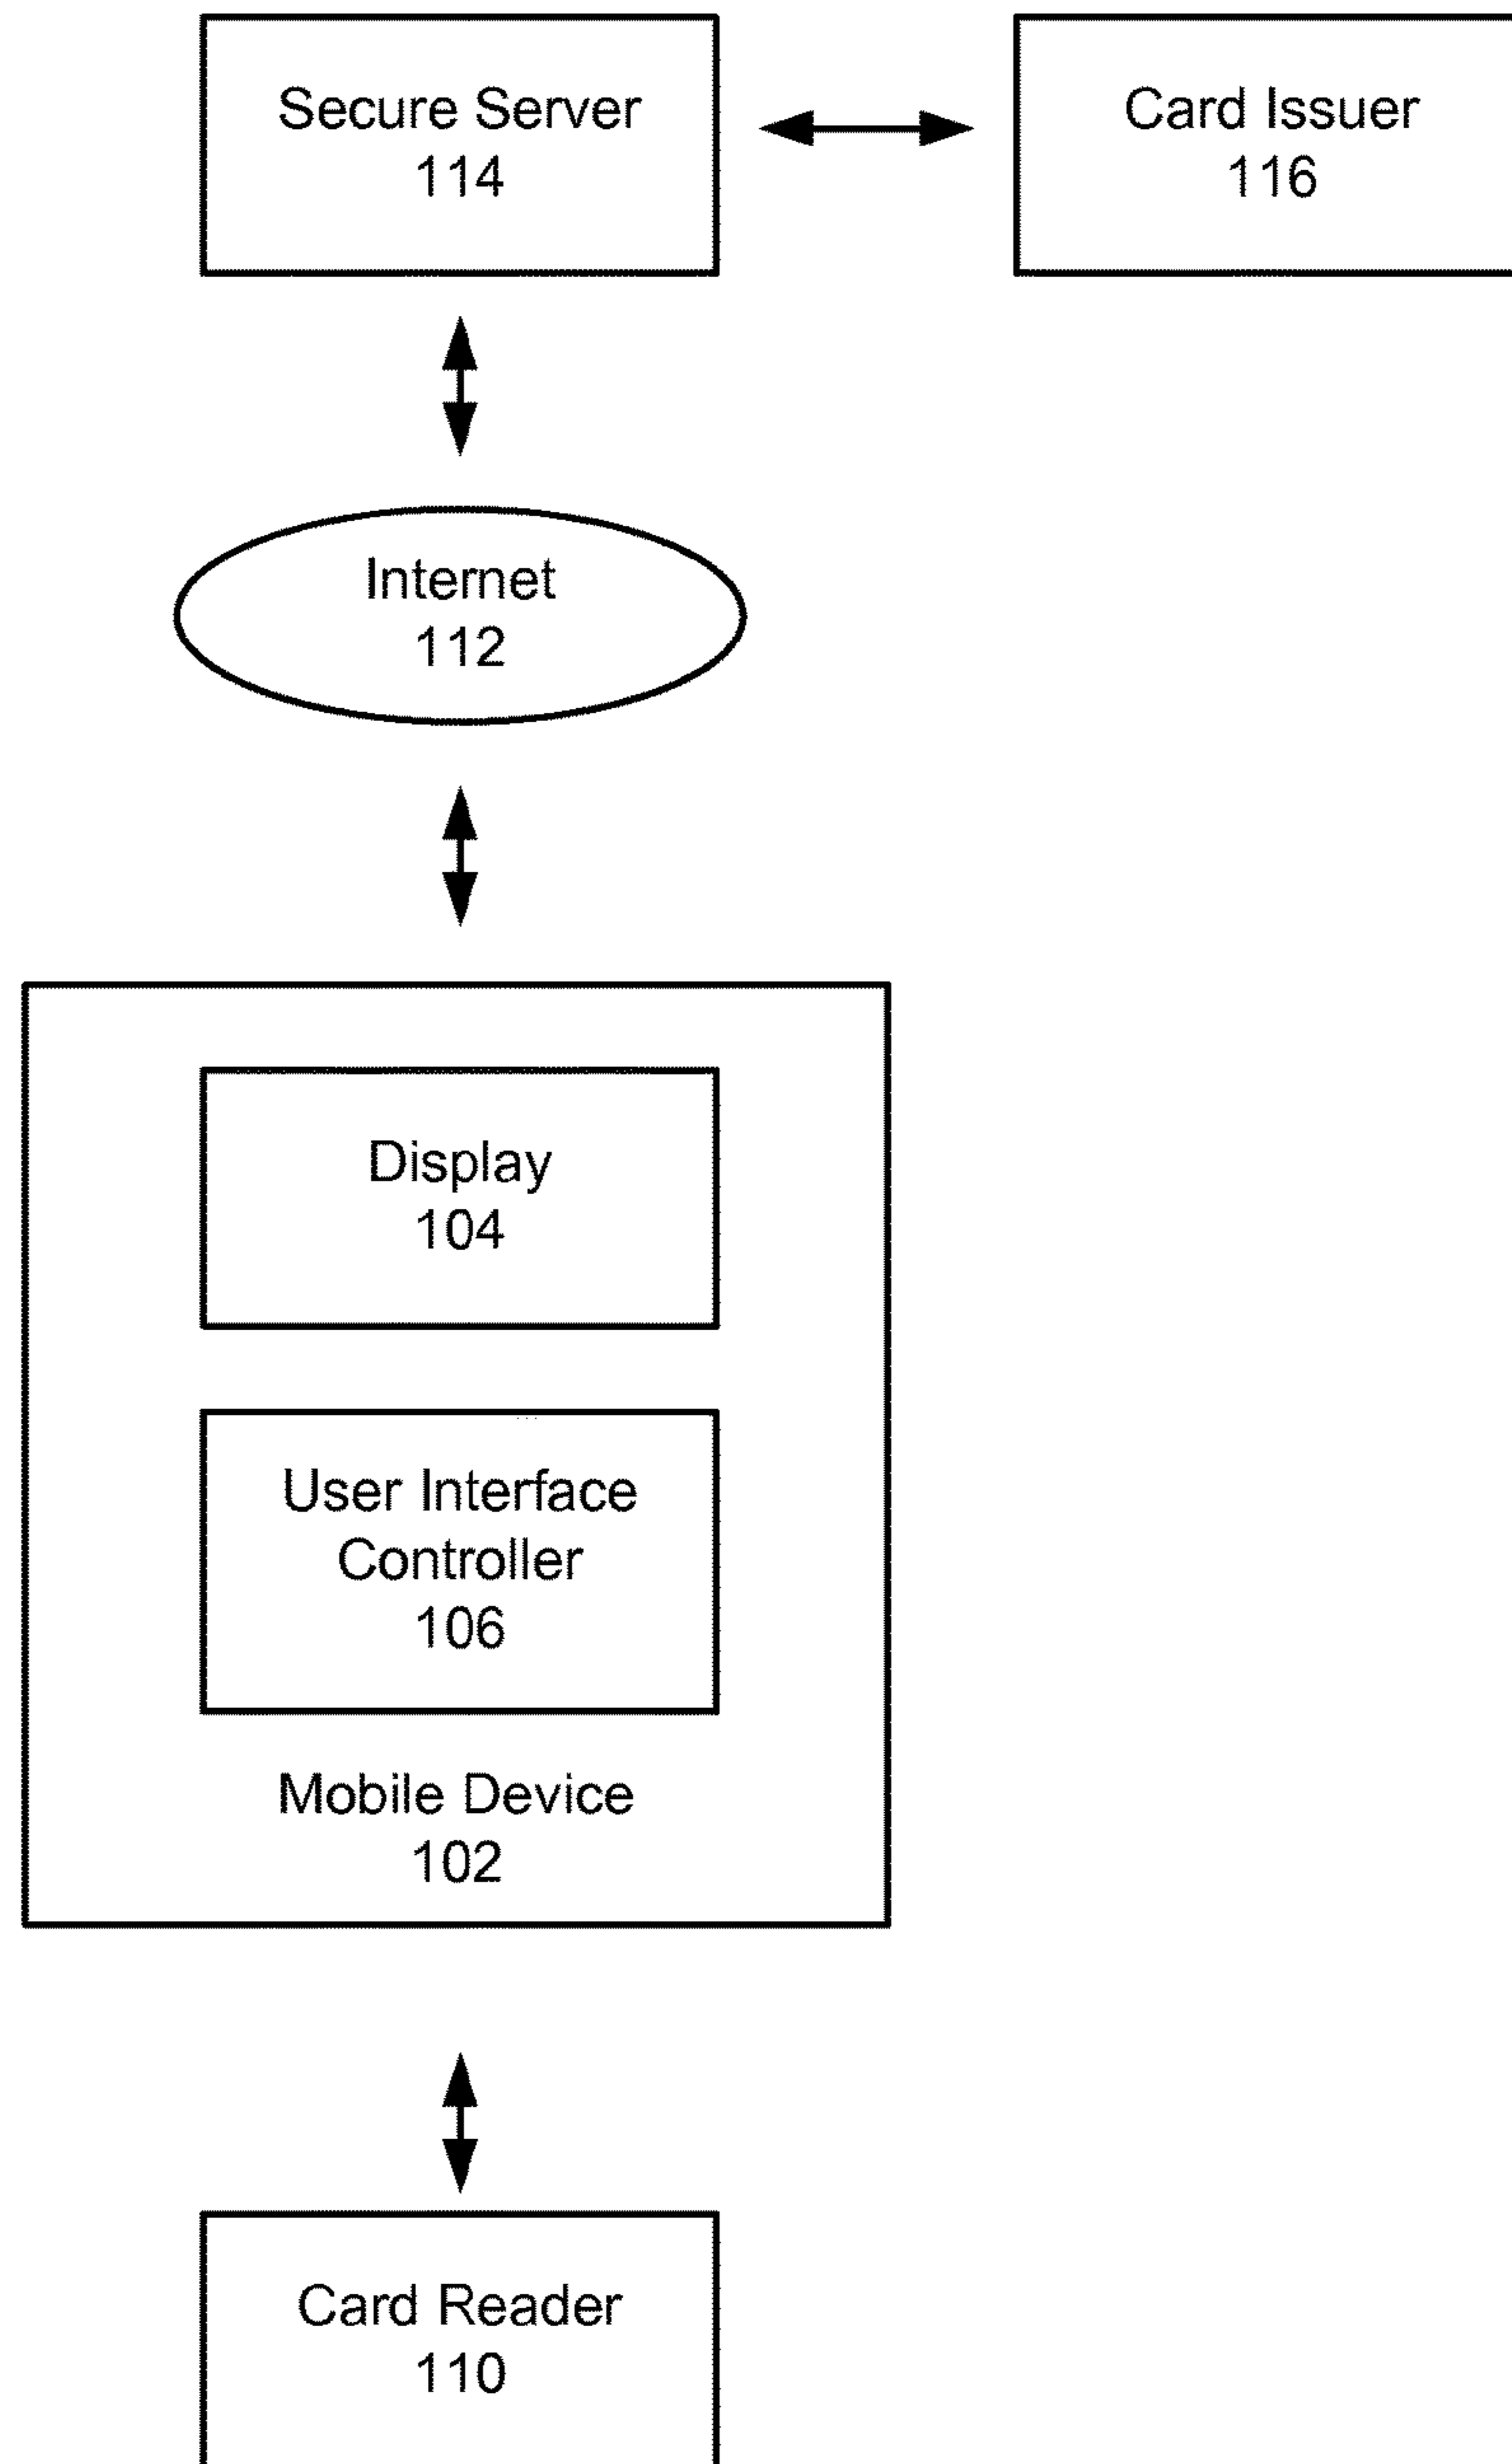 Secure Server
114
Card Issuer
116
Internet
112
Display
104
User Interface
Controller
106
Mobile Device
102
Card Reader
110